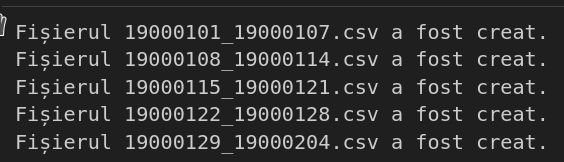 Fișierul 19000101_19000107.csv a fost creat.
Fișierul 19000108_19000114.csv a fost creat.
Fișierul 19000115_19000121.csv a fost creat.
Fișierul 19000122_19000128.csv a fost creat.
Fișierul 19000129_19000204.csv a fost creat.